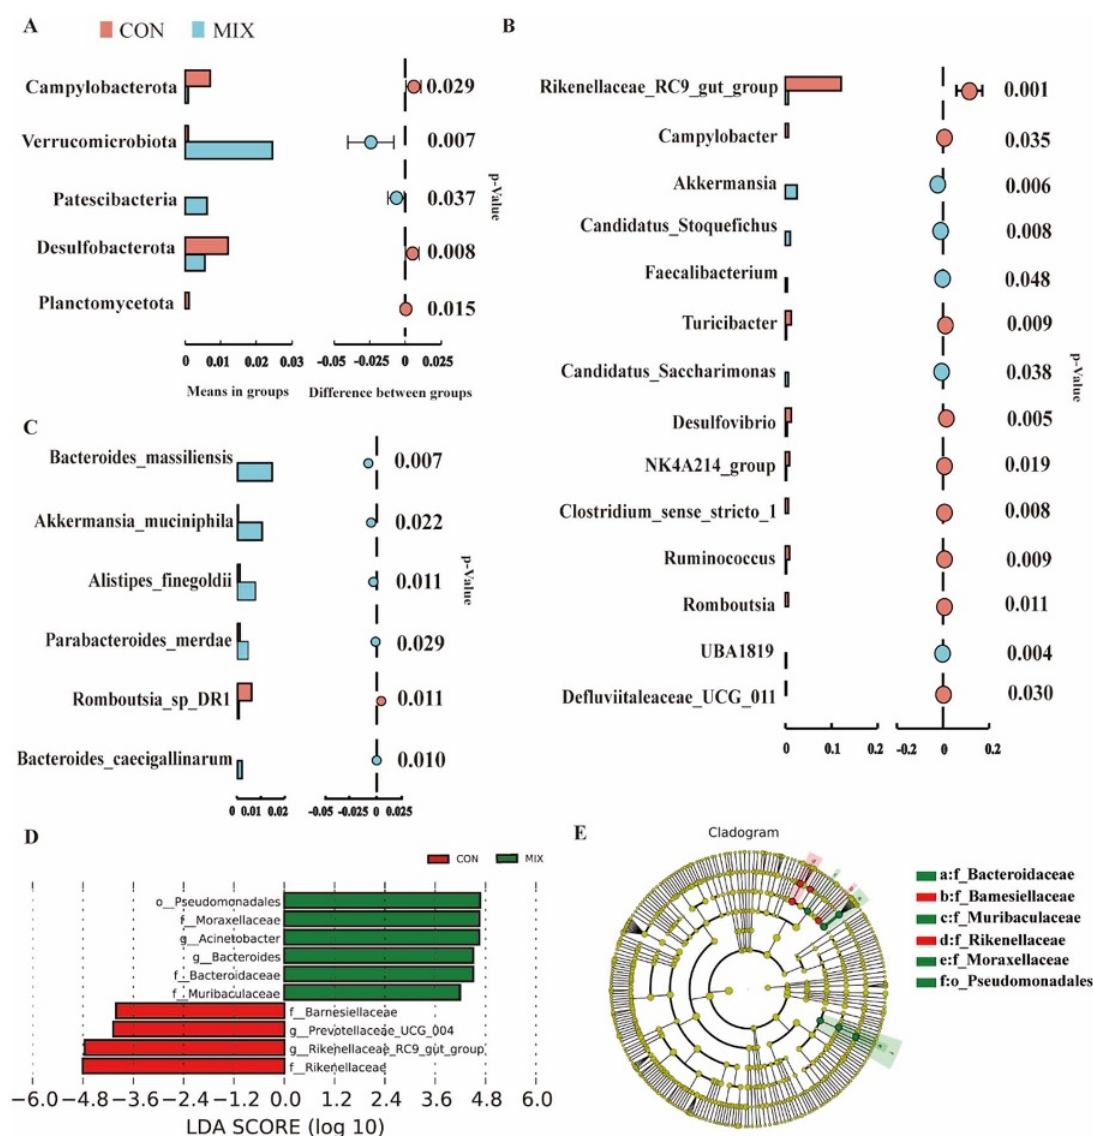 A
CON MIX
Campylobacterota 0.029
Verrucomicrobiota 0.007
Patescibacteria 0.037
Desulfobacterota 0.008
Planctomycetota 0.015
p-Value
0 0.01 0.02 0.03 -0.05 -0.025 0 0.025
Means in groups Difference between groups
B
Rikenellaceae_RC9_gut_group 0.001
Campylobacter 0.035
Akkermansia 0.006
Candidatus_Stoquefichus 0.008
Faecalibacterium 0.048
Turicibacter 0.009
Candidatus_Saccharimonas 0.038
Desulfovibrio 0.005
NK4A214_group 0.019
Clostridium_sense_stricto_1 0.008
Ruminococcus 0.009
Romboutsia 0.011
UBA1819 0.004
Defluviitaleaceae_UCG_011 0.030
p-Value
0 0.1 0.2 -0.2 0 0.2
C
Bacteroides_massiliensis 0.007
Akkermansia_muciniphila 0.022
Alistipes_finegoldii 0.011
Parabacteroides_merdae 0.029
Romboutsia_sp_DR1 0.011
Bacteroides_caecigallinarum 0.010
p-Value
0 0.01 0.02 -0.05 -0.025 0 0.025
D
CON MIX
o__Pseudomonadales
f__Moraxellaceae
g__Acinetobacter
g__Bacteroides
f__Bacteroidaceae
f__Muribaculaceae
f__Barnesiellaceae
g__Prevotellaceae_UCG_004
g__Rikenellaceae_RC9_gut_group
f__Rikenellaceae
−6.0 −4.8 −3.6 −2.4 −1.2 0.0 1.2 2.4 3.6 4.8 6.0
LDA SCORE (log 10)
E
Cladogram
a:f_Bacteroidaceae
b:f_Bamesiellaceae
c:f_Muribaculaceae
d:f_Rikenellaceae
e:f_Moraxellaceae
f:o_Pseudomonadales